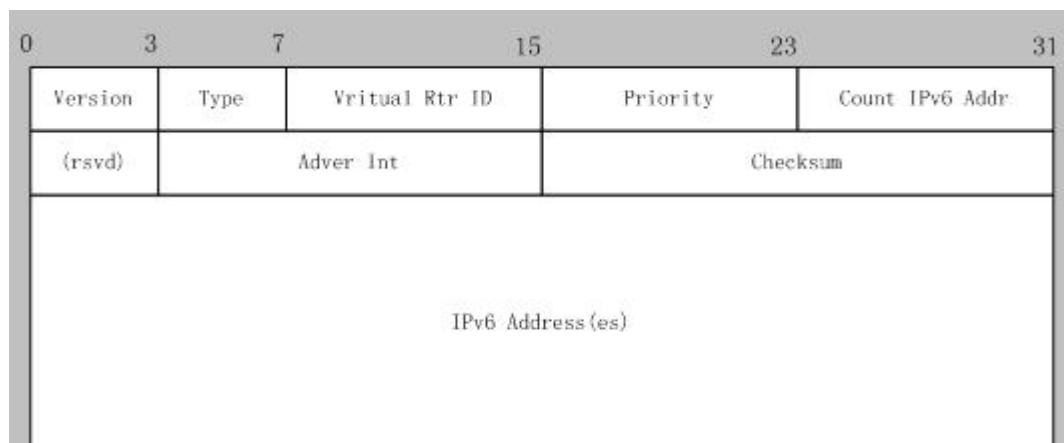 0 3 7 15 23 31
Version Type Vritual Rtr ID Priority Count IPv6 Addr
(rsvd) Adver Int Checksum
IPv6 Address(es)